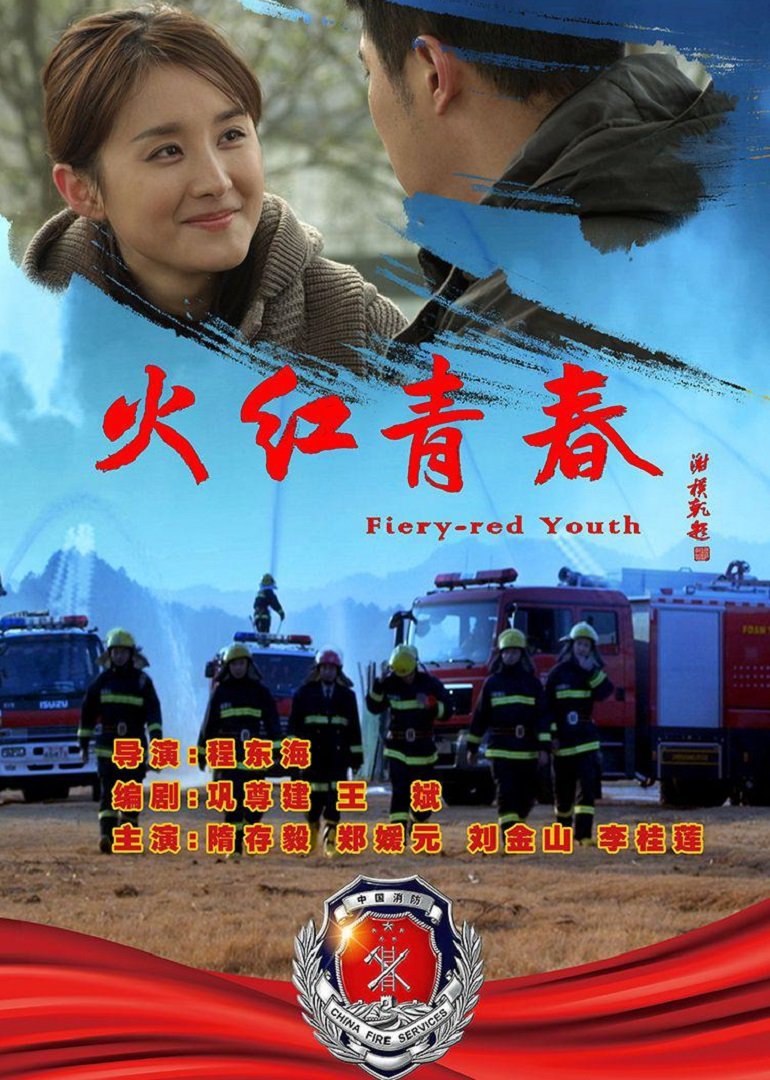 火红青春
Fiery-red Youth
ISUZU
导演:程东海
编剧:巩尊建 王 斌
主演:隋存毅 郑媛元 刘金山 李桂莲
中国消防
CHINA FIRE SERVICES